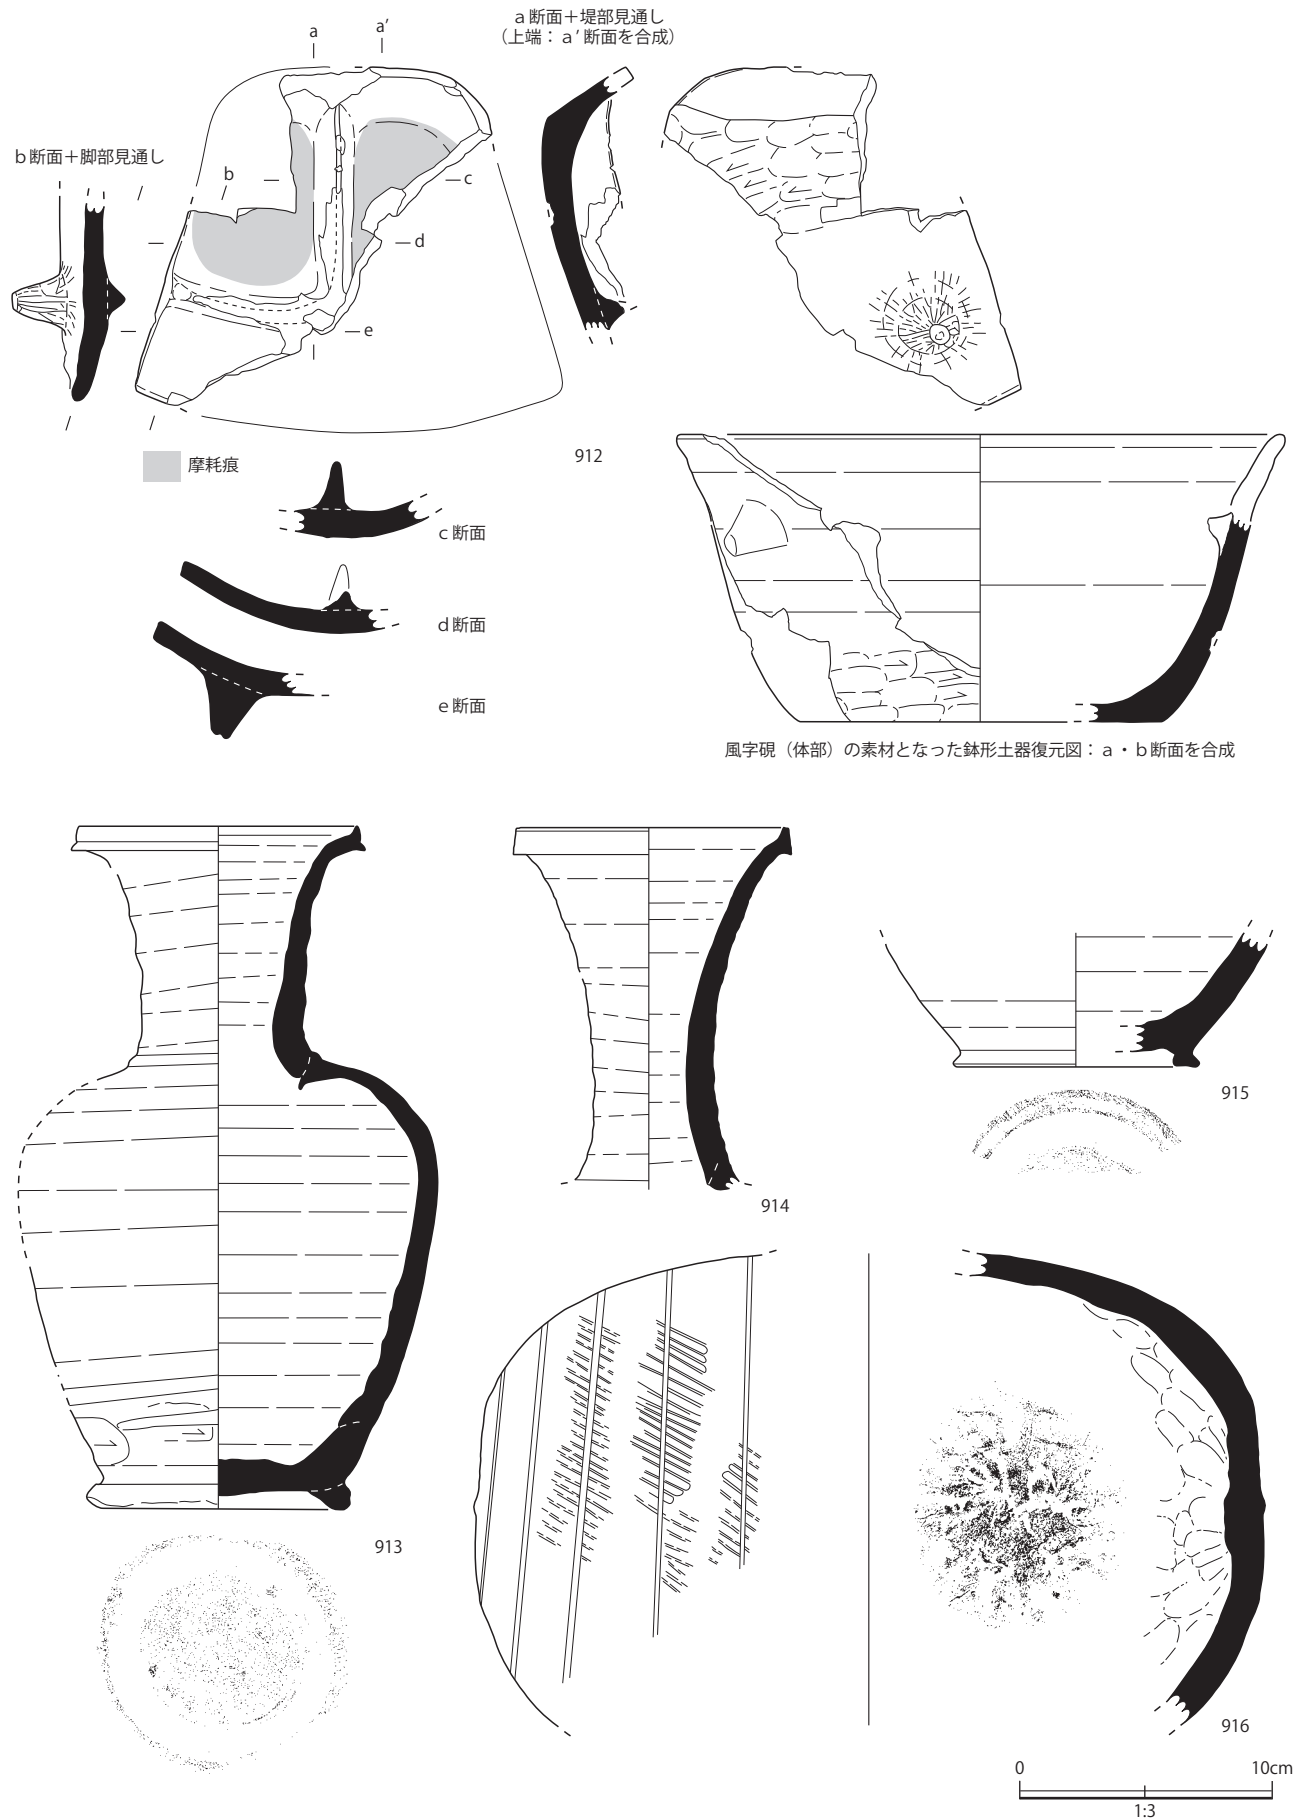 a
a′
a断面+堤部見通し
(上端:a′断面を合成)
b断面+脚部見通し
b
c
d
e
摩耗痕
912
c断面
d断面
e断面
風字硯(体部)の素材となった鉢形土器復元図:a・b断面を合成
915
914
913
916
0
10cm
1:3